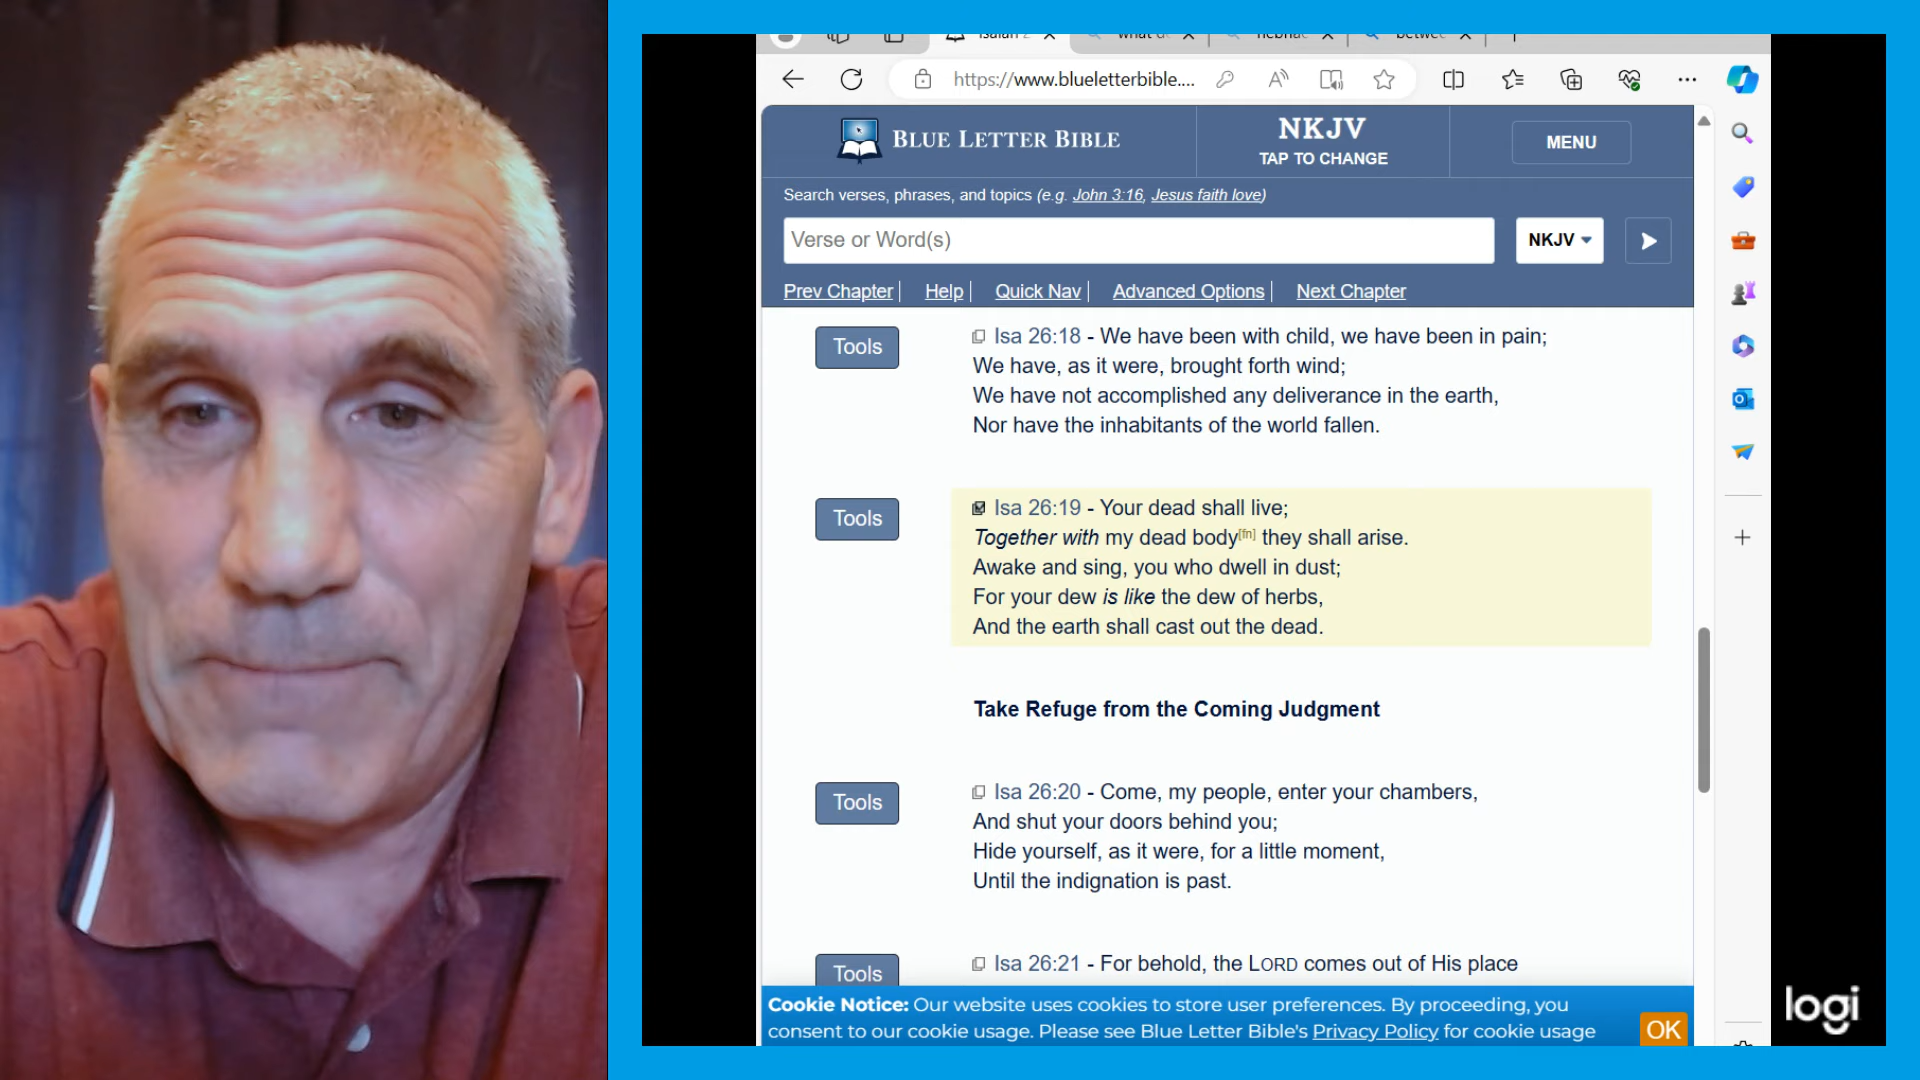 Isaiah 2
what d
hebrac
betwee
https://www.blueletterbible....
BLUE LETTER BIBLE
NKJV
TAP TO CHANGE
MENU
Search verses, phrases, and topics (e.g. John 3:16, Jesus faith love)
Verse or Word(s)
NKJV
Prev Chapter
Help
Quick Nav
Advanced Options
Next Chapter
Tools
Isa 26:18 - We have been with child, we have been in pain;
We have, as it were, brought forth wind;
We have not accomplished any deliverance in the earth,
Nor have the inhabitants of the world fallen.
Tools
Isa 26:19 - Your dead shall live;
Together with my dead body[fn] they shall arise.
Awake and sing, you who dwell in dust;
For your dew is like the dew of herbs,
And the earth shall cast out the dead.
Take Refuge from the Coming Judgment
Tools
Isa 26:20 - Come, my people, enter your chambers,
And shut your doors behind you;
Hide yourself, as it were, for a little moment,
Until the indignation is past.
Tools
Isa 26:21 - For behold, the LORD comes out of His place
Cookie Notice: Our website uses cookies to store user preferences. By proceeding, you
consent to our cookie usage. Please see Blue Letter Bible's Privacy Policy for cookie usage
OK
logi